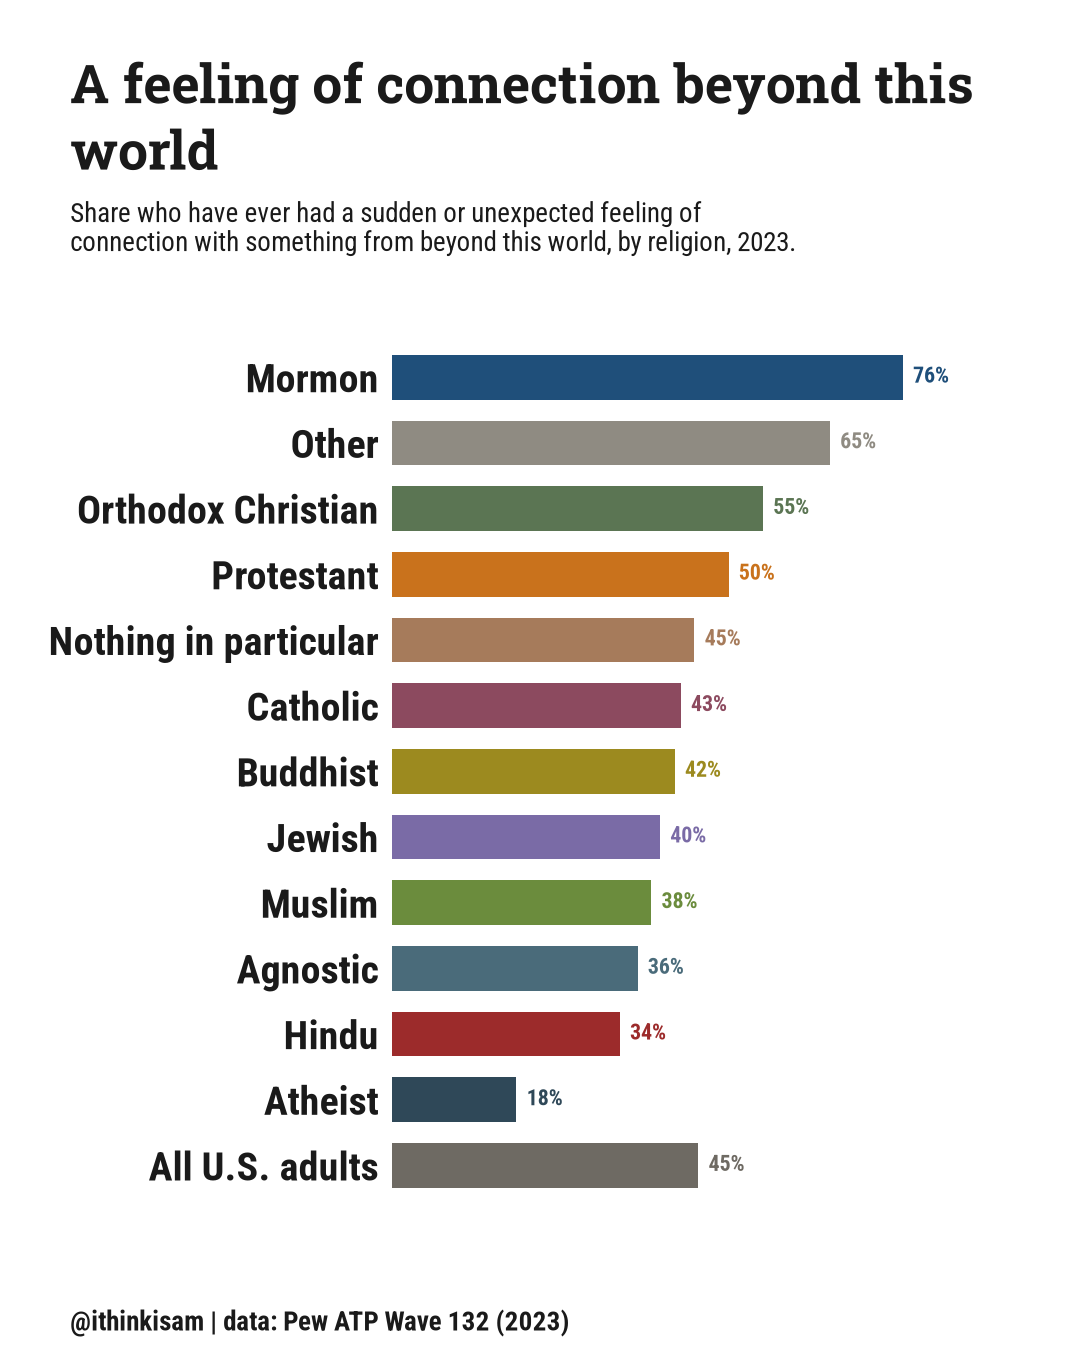 A feeling of connection beyond this
world
Share who have ever had a sudden or unexpected feeling of
connection with something from beyond this world, by religion, 2023.
Mormon 76%
Other 65%
Orthodox Christian 55%
Protestant 50%
Nothing in particular 45%
Catholic 43%
Buddhist 42%
Jewish 40%
Muslim 38%
Agnostic 36%
Hindu 34%
Atheist 18%
All U.S. adults 45%
@ithinkisam | data: Pew ATP Wave 132 (2023)